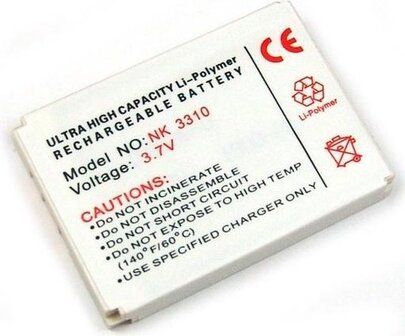 ULTRA HIGH CAPACITY Li-Polymer
RECHARGEABLE BATTERY
CE
Model NO: NK 3310
Voltage: 3.7V
Li-Polymer
CAUTIONS:
•Do NOT INCINERATE
•Do NOT DISASSEMBLE
•Do NOT SHORT CIRCUIT
•Do NOT EXPOSE TO HIGH TEMP
(140°F/60°C)
•USE SPECIFIED CHARGER ONLY